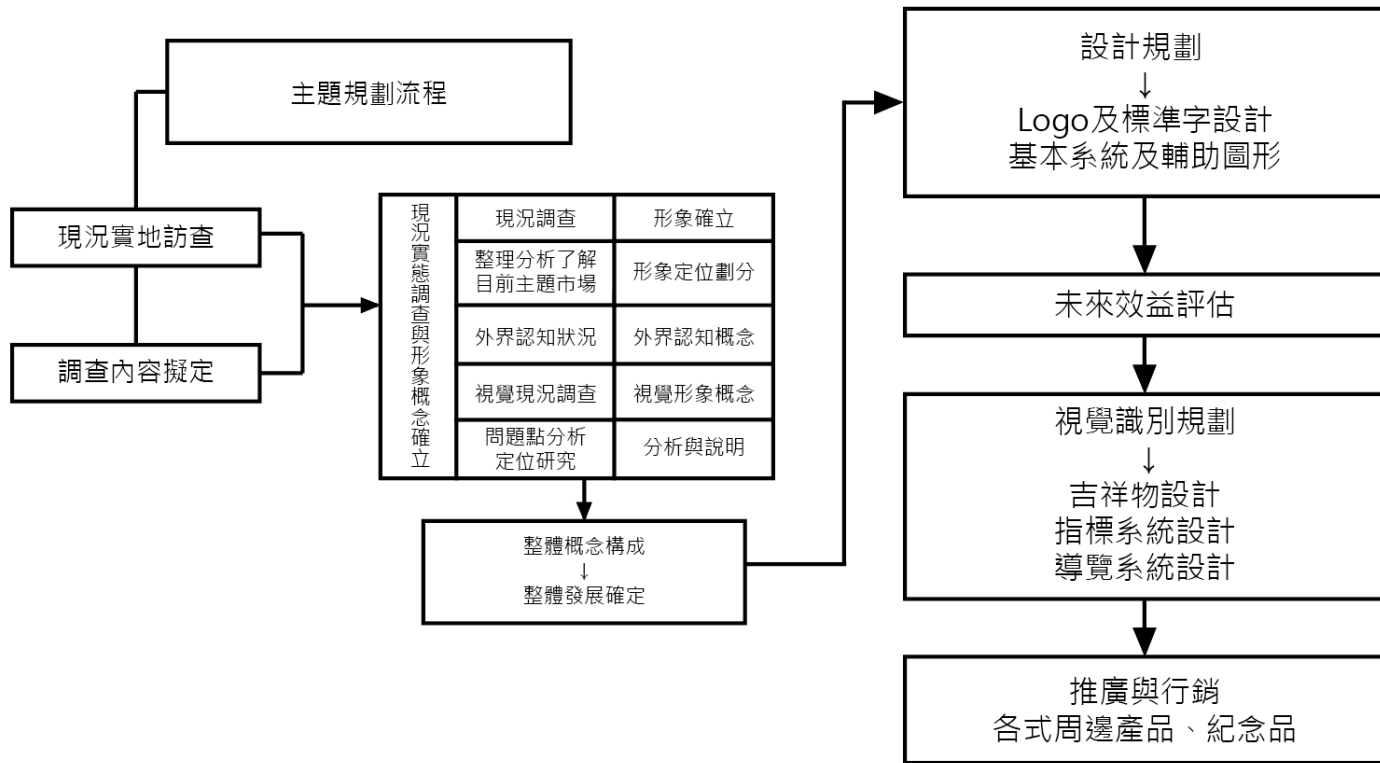 主題規劃流程
現況實地訪查
調查內容擬定
現況實態調查與形象概念確立
現況調查
形象確立
整理分析了解
目前主題市場
形象定位劃分
外界認知狀況
外界認知概念
視覺現況調查
視覺形象概念
問題點分析
定位研究
分析與說明
整體概念構成
↓
整體發展確定
設計規劃
↓
Logo及標準字設計
基本系統及輔助圖形
未來效益評估
視覺識別規劃
↓
吉祥物設計
指標系統設計
導覽系統設計
推廣與行銷
各式周邊產品、紀念品